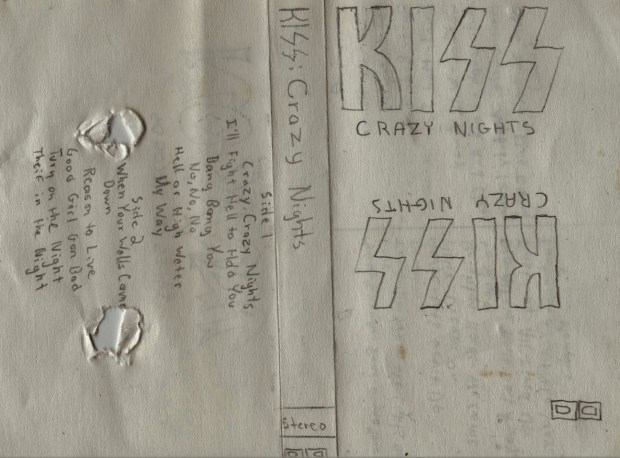 KISS
CRAZY NIGHTS
CRAZY NIGHTS
KISS
KISS: Crazy Nights
Stereo
Side 1
Crazy, Crazy Nights
I'll Fight Hell to Hold You
Bang Bang You
No, No, No
Hell or High Water
My Way
Side 2
When Your Walls Came
Down
Reason to Live
Good Girl Gon Bad
Turn on the Night
Theif in the Night